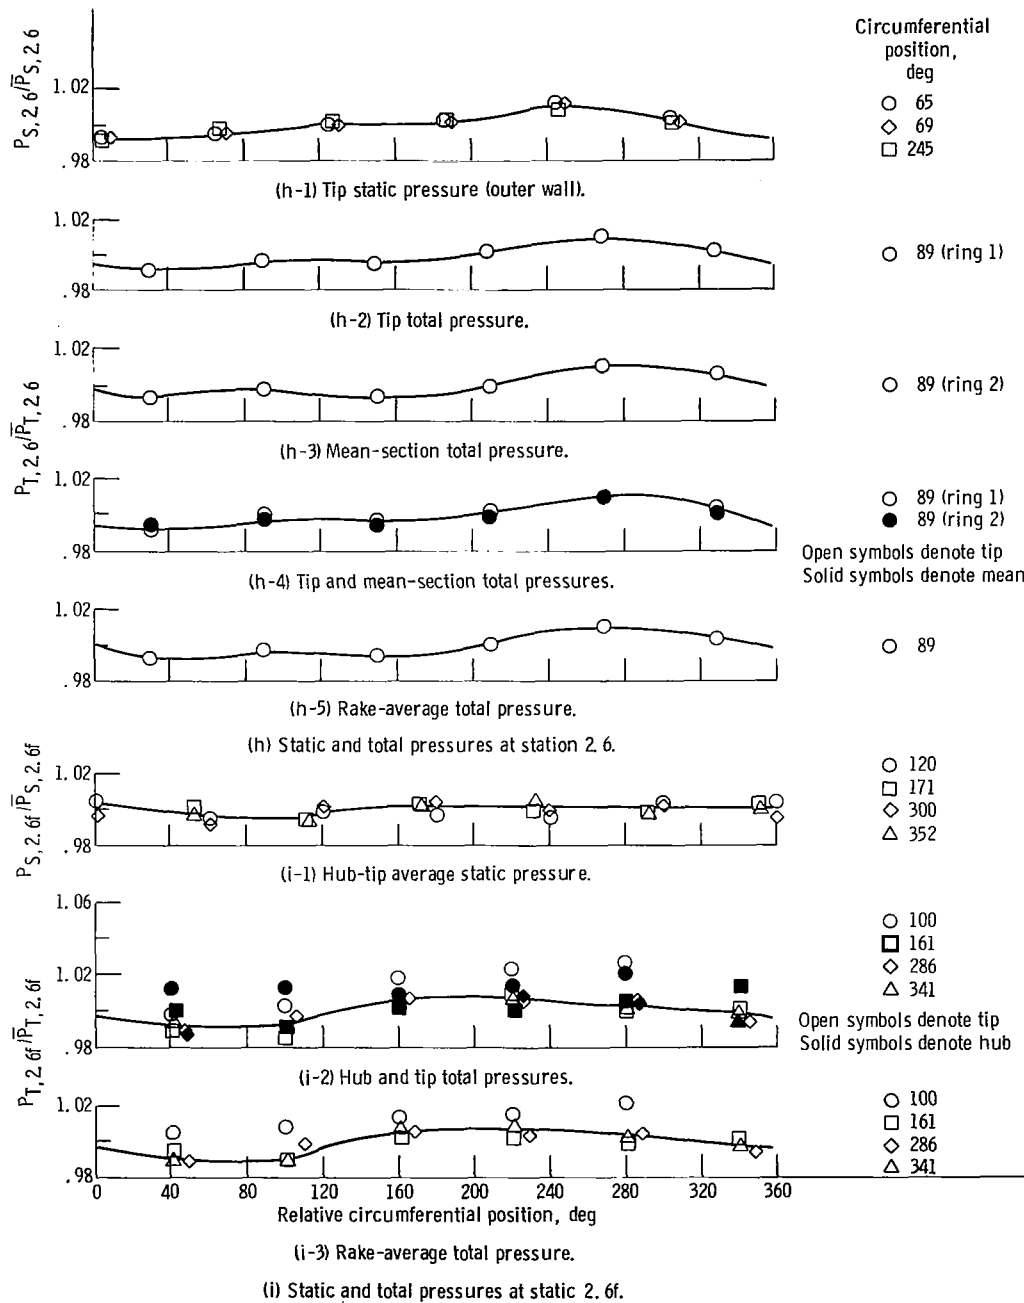 P_S, 2.6/P̅_S, 2.6
Circumferential
position,
deg
1.02
.98
65
69
245
(h-1) Tip static pressure (outer wall).
1.02
.98
89 (ring 1)
(h-2) Tip total pressure.
P_T, 2.6/P̅_T, 2.6
1.02
.98
89 (ring 2)
(h-3) Mean-section total pressure.
1.02
.98
89 (ring 1)
89 (ring 2)
Open symbols denote tip
Solid symbols denote mean
(h-4) Tip and mean-section total pressures.
1.02
.98
89
(h-5) Rake-average total pressure.
(h) Static and total pressures at station 2.6.
P_S, 2.6f/P̅_S, 2.6f
1.02
.98
120
171
300
352
(i-1) Hub-tip average static pressure.
P_T, 2.6f/P̅_T, 2.6f
1.06
1.02
.98
100
161
286
341
Open symbols denote tip
Solid symbols denote hub
(i-2) Hub and tip total pressures.
1.02
.98
100
161
286
341
0 40 80 120 160 200 240 280 320 360
Relative circumferential position, deg
(i-3) Rake-average total pressure.
(i) Static and total pressures at static 2.6f.